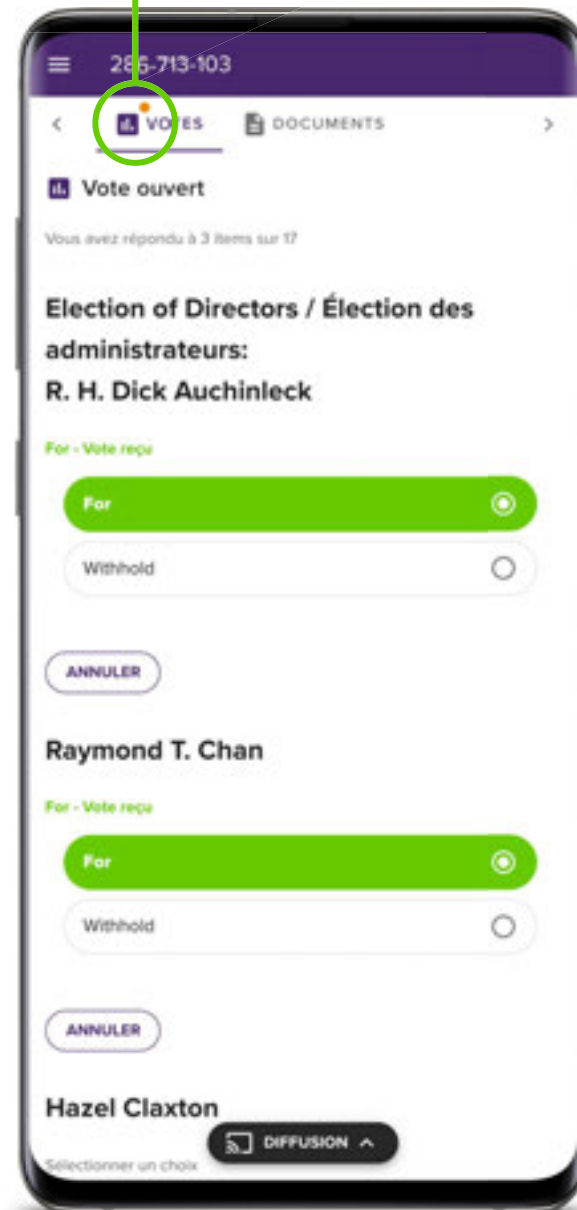 286-713-103
VOTES DOCUMENTS
Vote ouvert
Vous avez répondu à 3 items sur 17
Election of Directors / Élection des
administrateurs:
R. H. Dick Auchinleck
For - Vote reçu
For
Withhold
ANNULER
Raymond T. Chan
For - Vote reçu
For
Withhold
ANNULER
Hazel Claxton
DIFFUSION
Sélectionner un choix